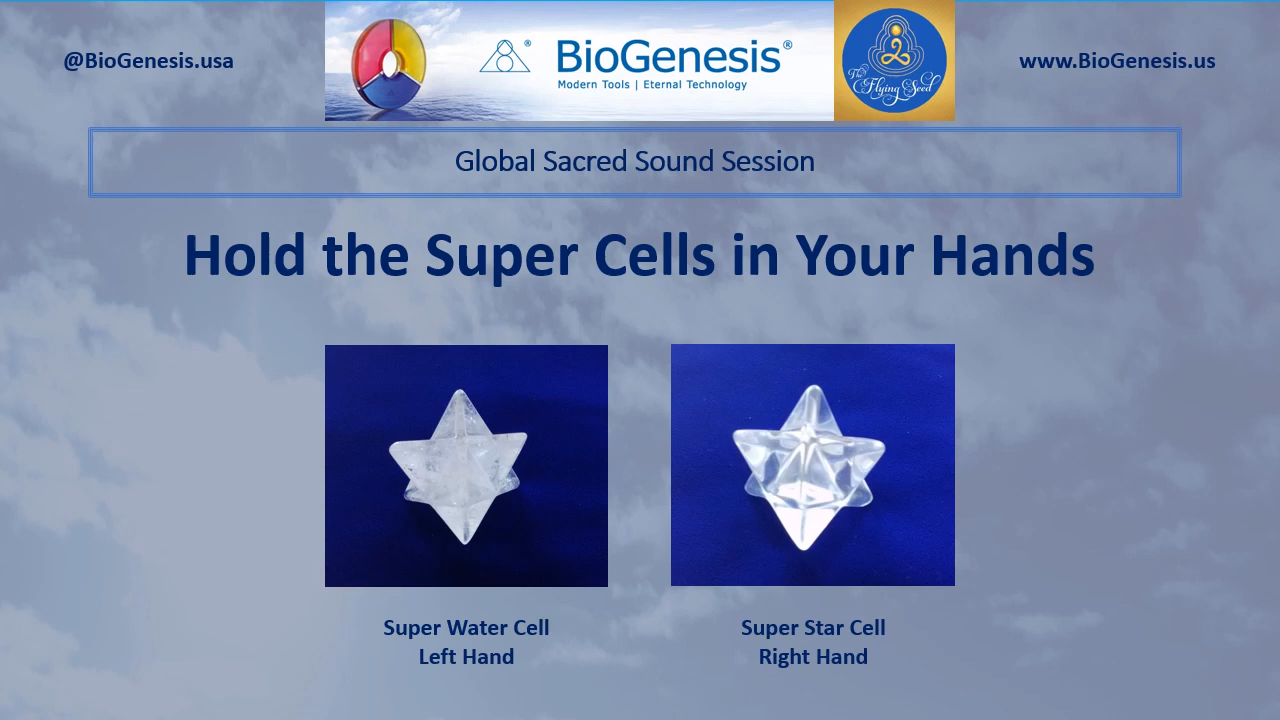 @BioGenesis.usa
BioGenesis®
®
Modern Tools | Eternal Technology
The
Flying Seed
www.BioGenesis.us
Global Sacred Sound Session
Hold the Super Cells in Your Hands
Super Water Cell
Left Hand
Super Star Cell
Right Hand